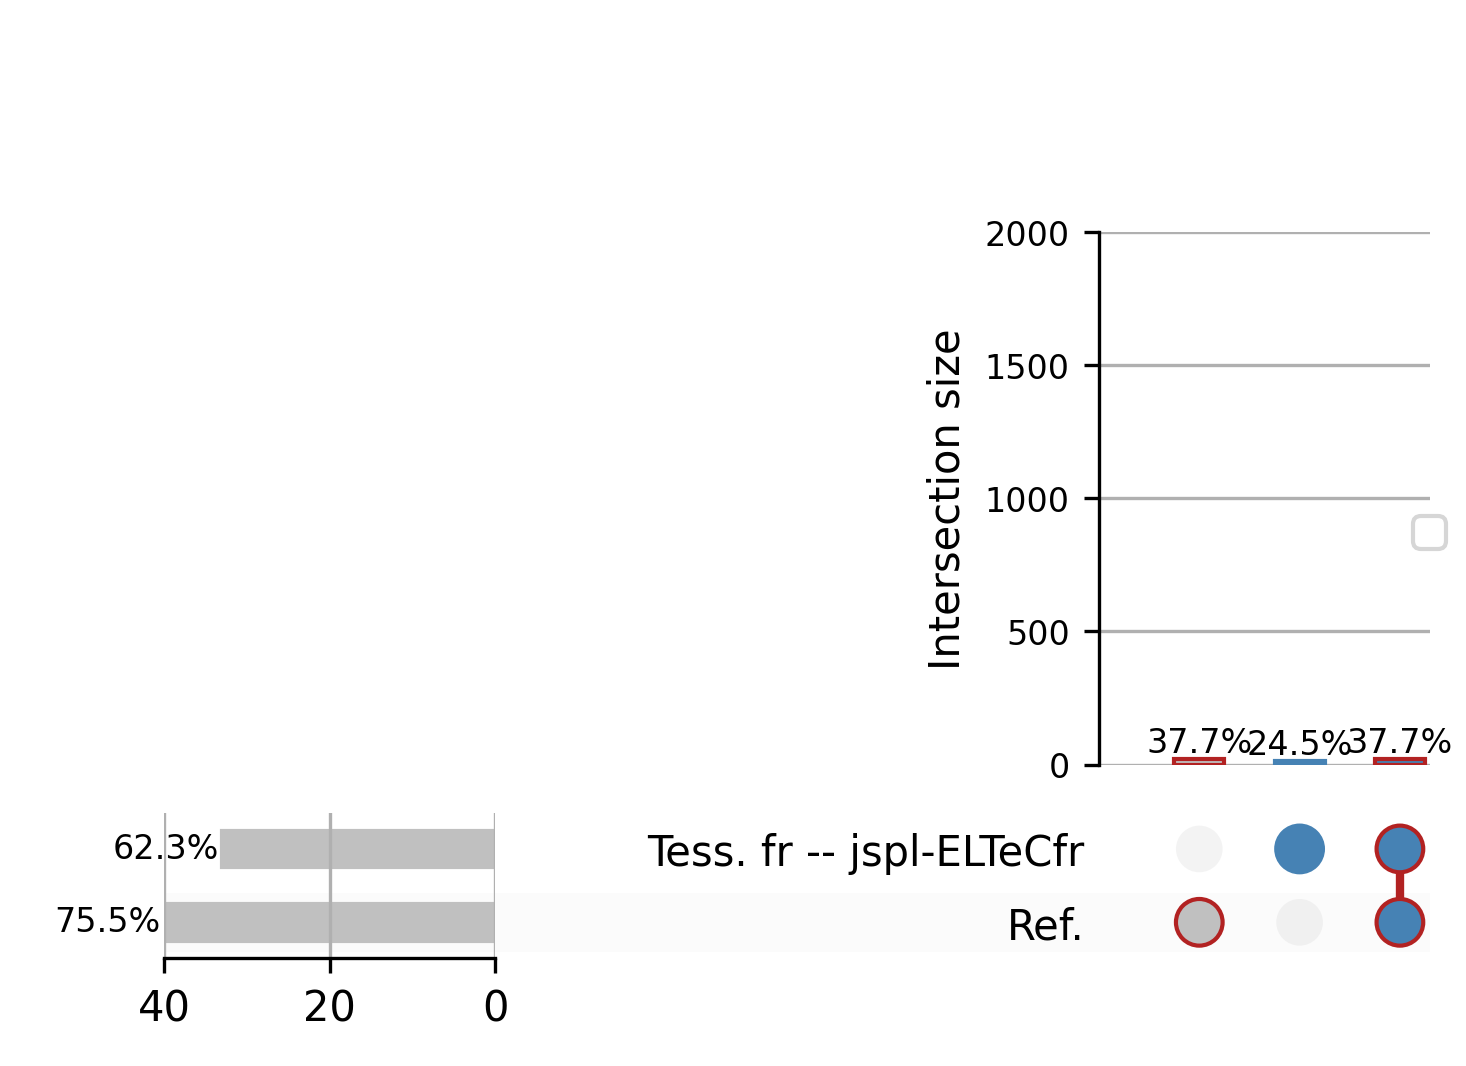 2000
1500
1000
500
0
Intersection size
37.7% 24.5% 37.7%
62.3%
75.5%
Tess. fr -- jspl-ELTeCfr
Ref.
40 20 0